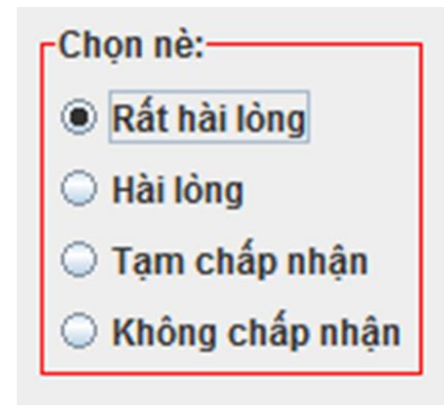 Chọn nè:
Rất hài lòng
Hài lòng
Tạm chấp nhận
Không chấp nhận